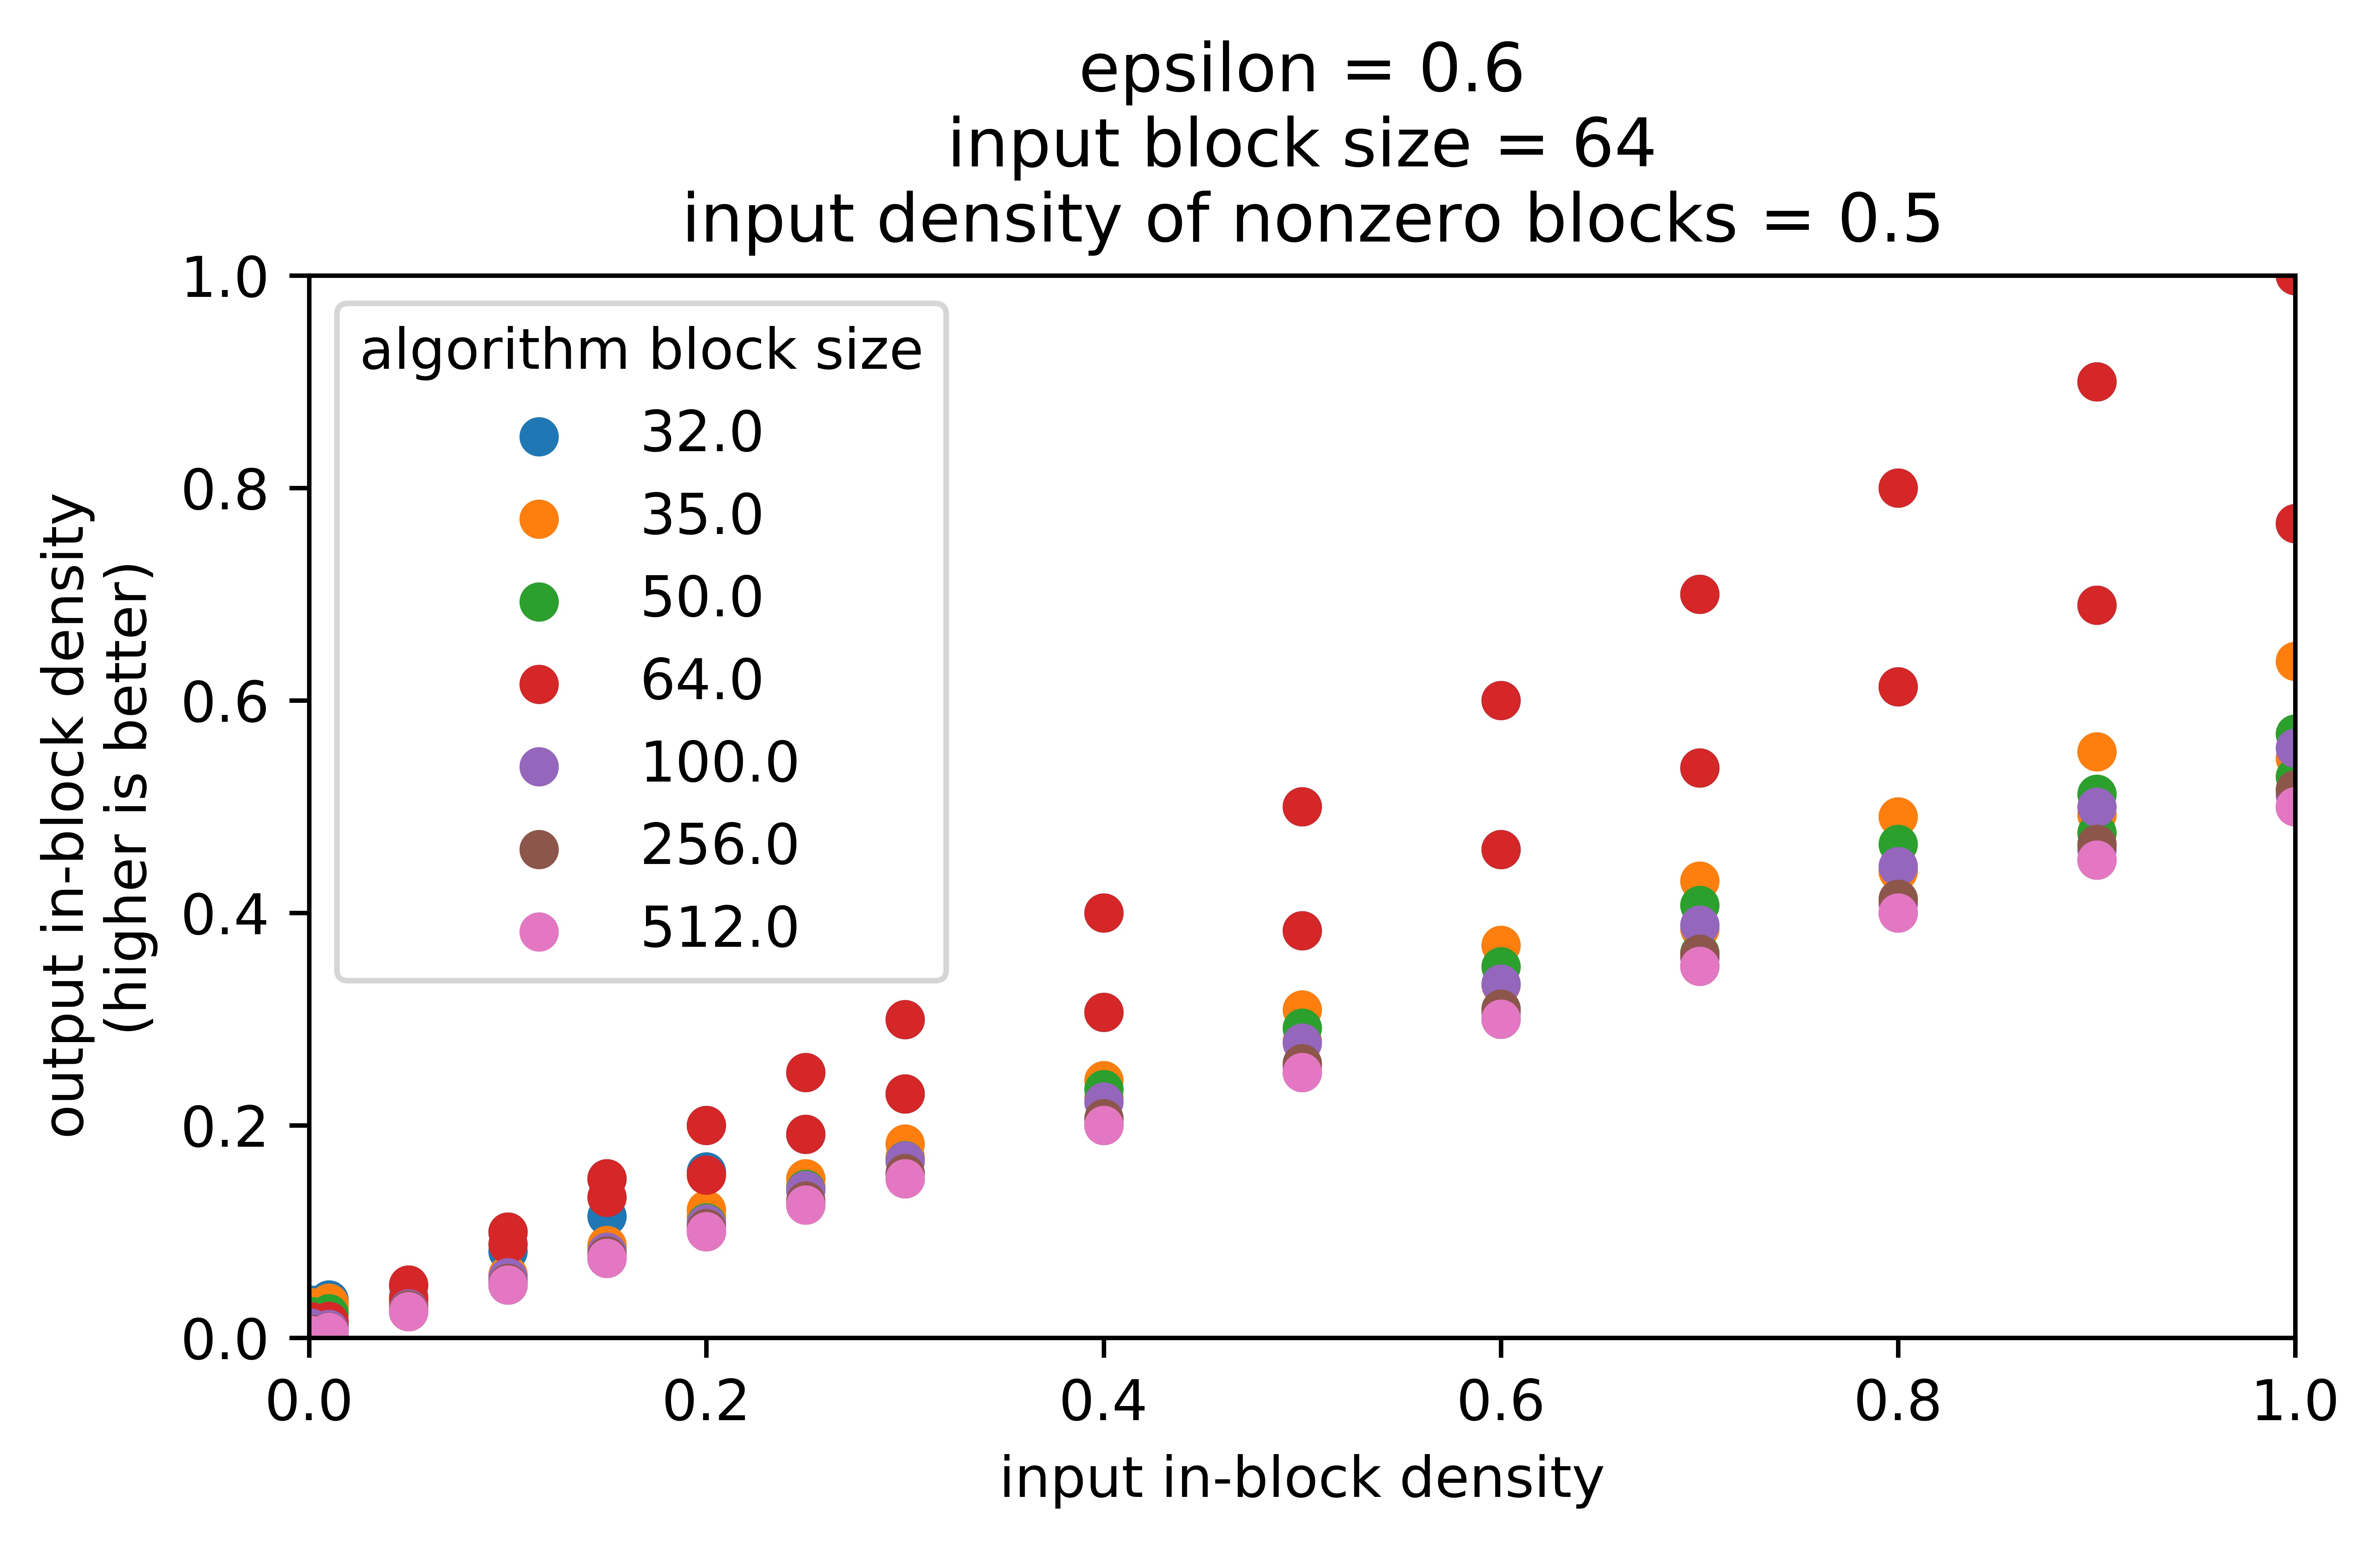 epsilon = 0.6
input block size = 64
input density of nonzero blocks = 0.5
output in-block density
(higher is better)
1.0
0.8
0.6
0.4
0.2
0.0
algorithm block size
32.0
35.0
50.0
64.0
100.0
256.0
512.0
0.0 0.2 0.4 0.6 0.8 1.0
input in-block density